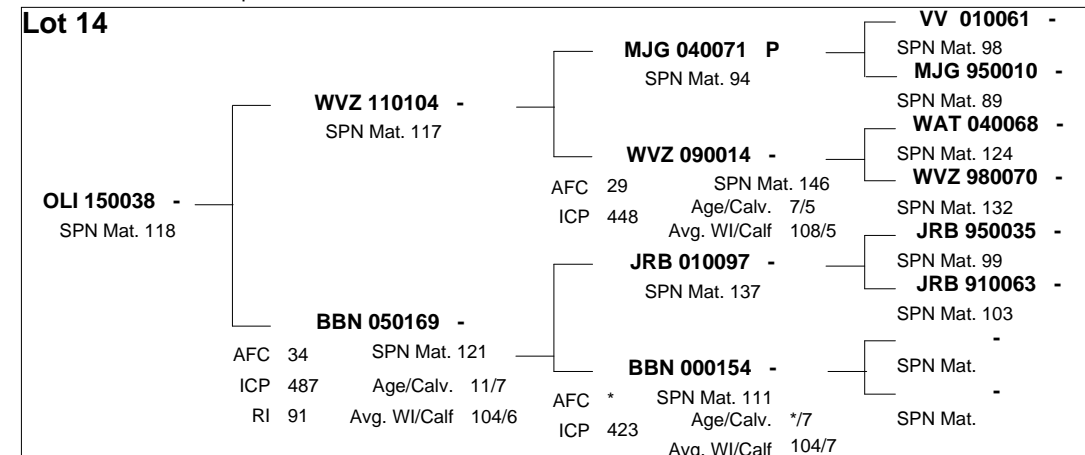 Lot 14
VV 010061 -
MJG 040071 P
SPN Mat. 98
SPN Mat. 94
MJG 950010 -
WVZ 110104 -
SPN Mat. 89
SPN Mat. 117
WAT 040068 -
WVZ 090014 -
SPN Mat. 124
AFC 29 SPN Mat. 146
WVZ 980070 -
OLI 150038 -
ICP 448 Age/Calv. 7/5
SPN Mat. 132
SPN Mat. 118
Avg. WI/Calf 108/5
JRB 950035 -
JRB 010097 -
SPN Mat. 99
SPN Mat. 137
JRB 910063 -
BBN 050169 -
SPN Mat. 103
AFC 34 SPN Mat. 121
-
BBN 000154 -
SPN Mat.
ICP 487 Age/Calv. 11/7
AFC * SPN Mat. 111
-
RI 91 Avg. WI/Calf 104/6
ICP 423 Age/Calv. */7
SPN Mat.
Avg. WI/Calf 104/7